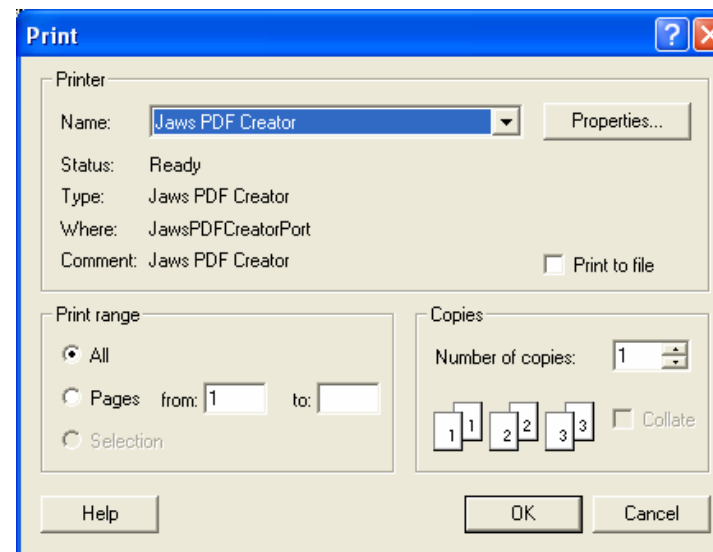 Print
Printer
Name: Jaws PDF Creator Properties...
Status: Ready
Type: Jaws PDF Creator
Where: JawsPDFCreatorPort
Comment: Jaws PDF Creator Print to file
Print range
All
Pages from: 1 to:
Selection
Copies
Number of copies: 1
1 1 2 2 3 3 Collate
Help OK Cancel